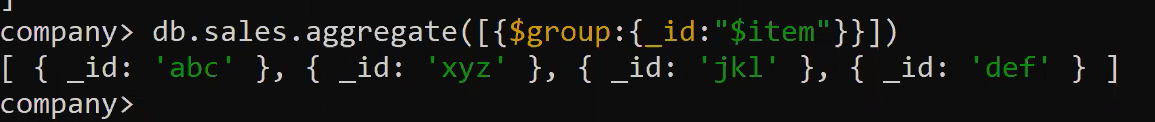 ]
company> db.sales.aggregate([{$group:{_id:"$item"}}])
[ { _id: 'abc' }, { _id: 'xyz' }, { _id: 'jkl' }, { _id: 'def' } ]
company>